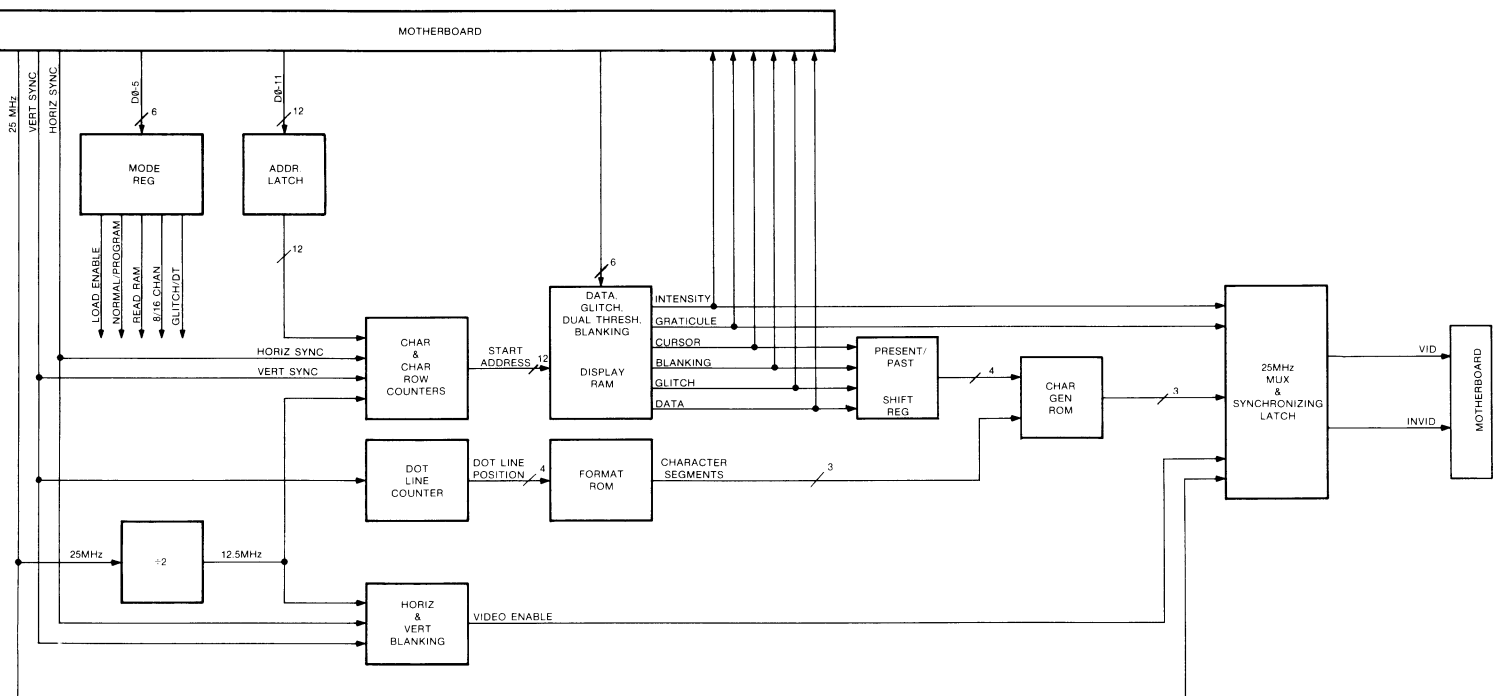 MOTHERBOARD
25 MHz
VERT SYNC
HORIZ SYNC
DØ-5
6
DØ-11
12
MODE
REG
ADDR.
LATCH
LOAD ENABLE
NORMAL/PROGRAM
READ RAM
8/16 CHAN
GLITCH/DT
12
6
HORIZ SYNC
VERT SYNC
CHAR
&
CHAR
ROW
COUNTERS
START
ADDRESS
12
DATA,
GLITCH,
DUAL THRESH.
BLANKING
DISPLAY
RAM
INTENSITY
GRATICULE
CURSOR
BLANKING
GLITCH
DATA
PRESENT/
PAST
SHIFT
REG
4
CHAR
GEN
ROM
3
25MHz
MUX
&
SYNCHRONIZING
LATCH
VID
INVID
MOTHERBOARD
DOT
LINE
COUNTER
DOT LINE
POSITION
4
FORMAT
ROM
CHARACTER
SEGMENTS
3
25MHz
÷2
12.5MHz
HORIZ
&
VERT
BLANKING
VIDEO ENABLE